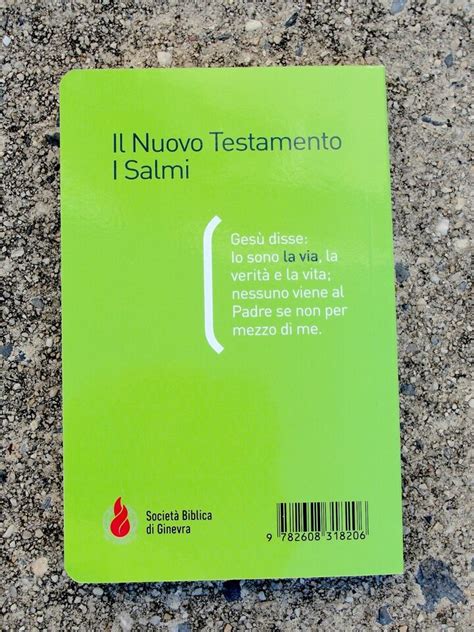 Il Nuovo Testamento
I Salmi
Gesù disse:
Io sono la via, la
verità e la vita;
nessuno viene al
Padre se non per
mezzo di me.
Società Biblica
di Ginevra
9 782608 318206